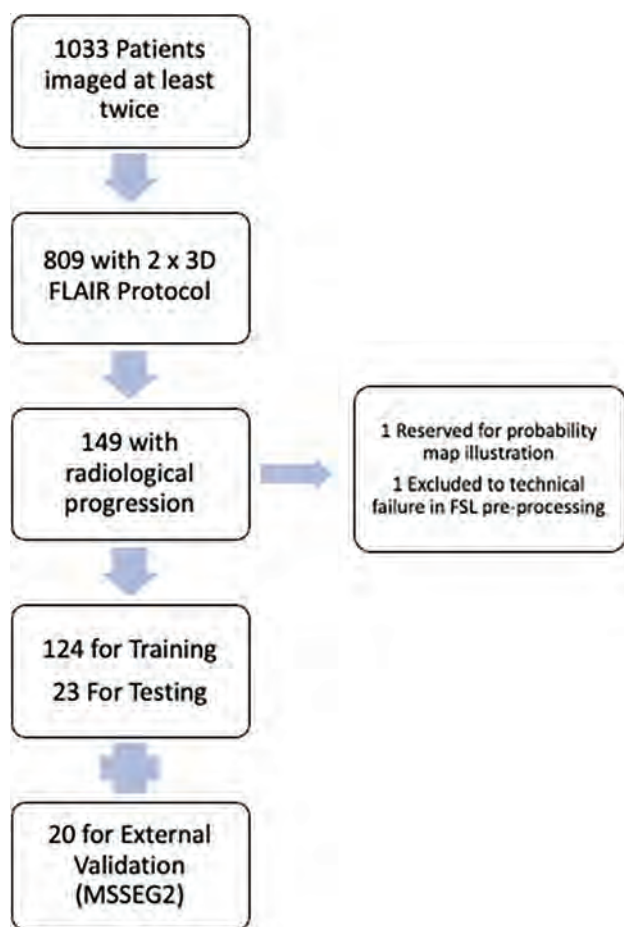 1033 Patients
imaged at least
twice
809 with 2 x 3D
FLAIR Protocol
149 with
radiological
progression
1 Reserved for probability
map illustration
1 Excluded to technical
failure in FSL pre-processing
124 for Training
23 For Testing
20 for External
Validation
(MSSEG2)